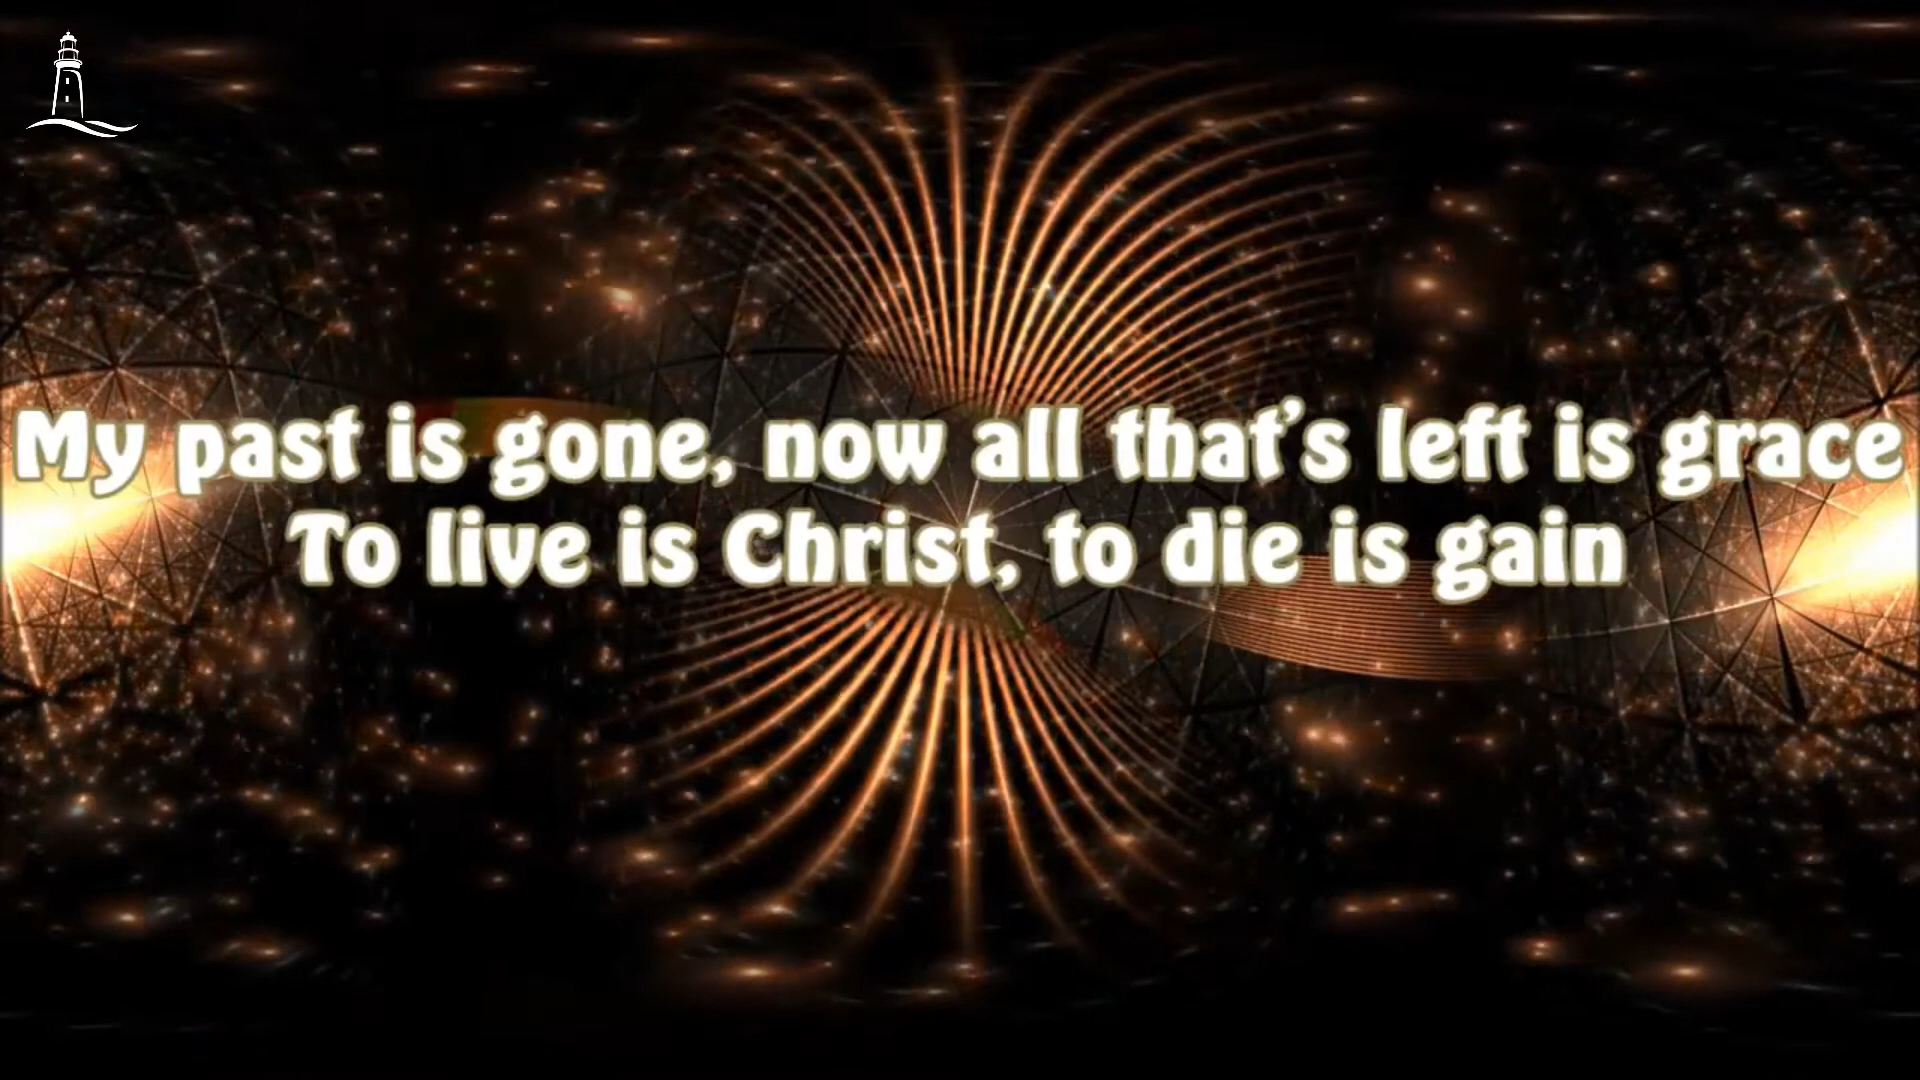 My past is gone, now all that's left is grace
To live is Christ, to die is gain